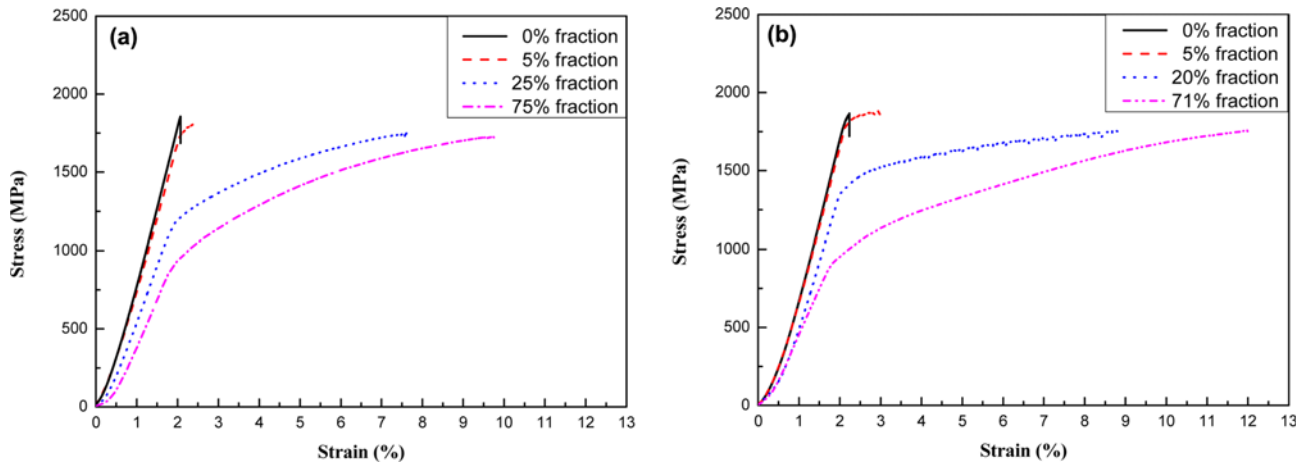 (a)
0% fraction
5% fraction
25% fraction
75% fraction
2500
2000
1500
1000
500
0
0 1 2 3 4 5 6 7 8 9 10 11 12 13
Stress (MPa)
Strain (%)
(b)
0% fraction
5% fraction
20% fraction
71% fraction
2500
2000
1500
1000
500
0
0 1 2 3 4 5 6 7 8 9 10 11 12 13
Stress (MPa)
Strain (%)